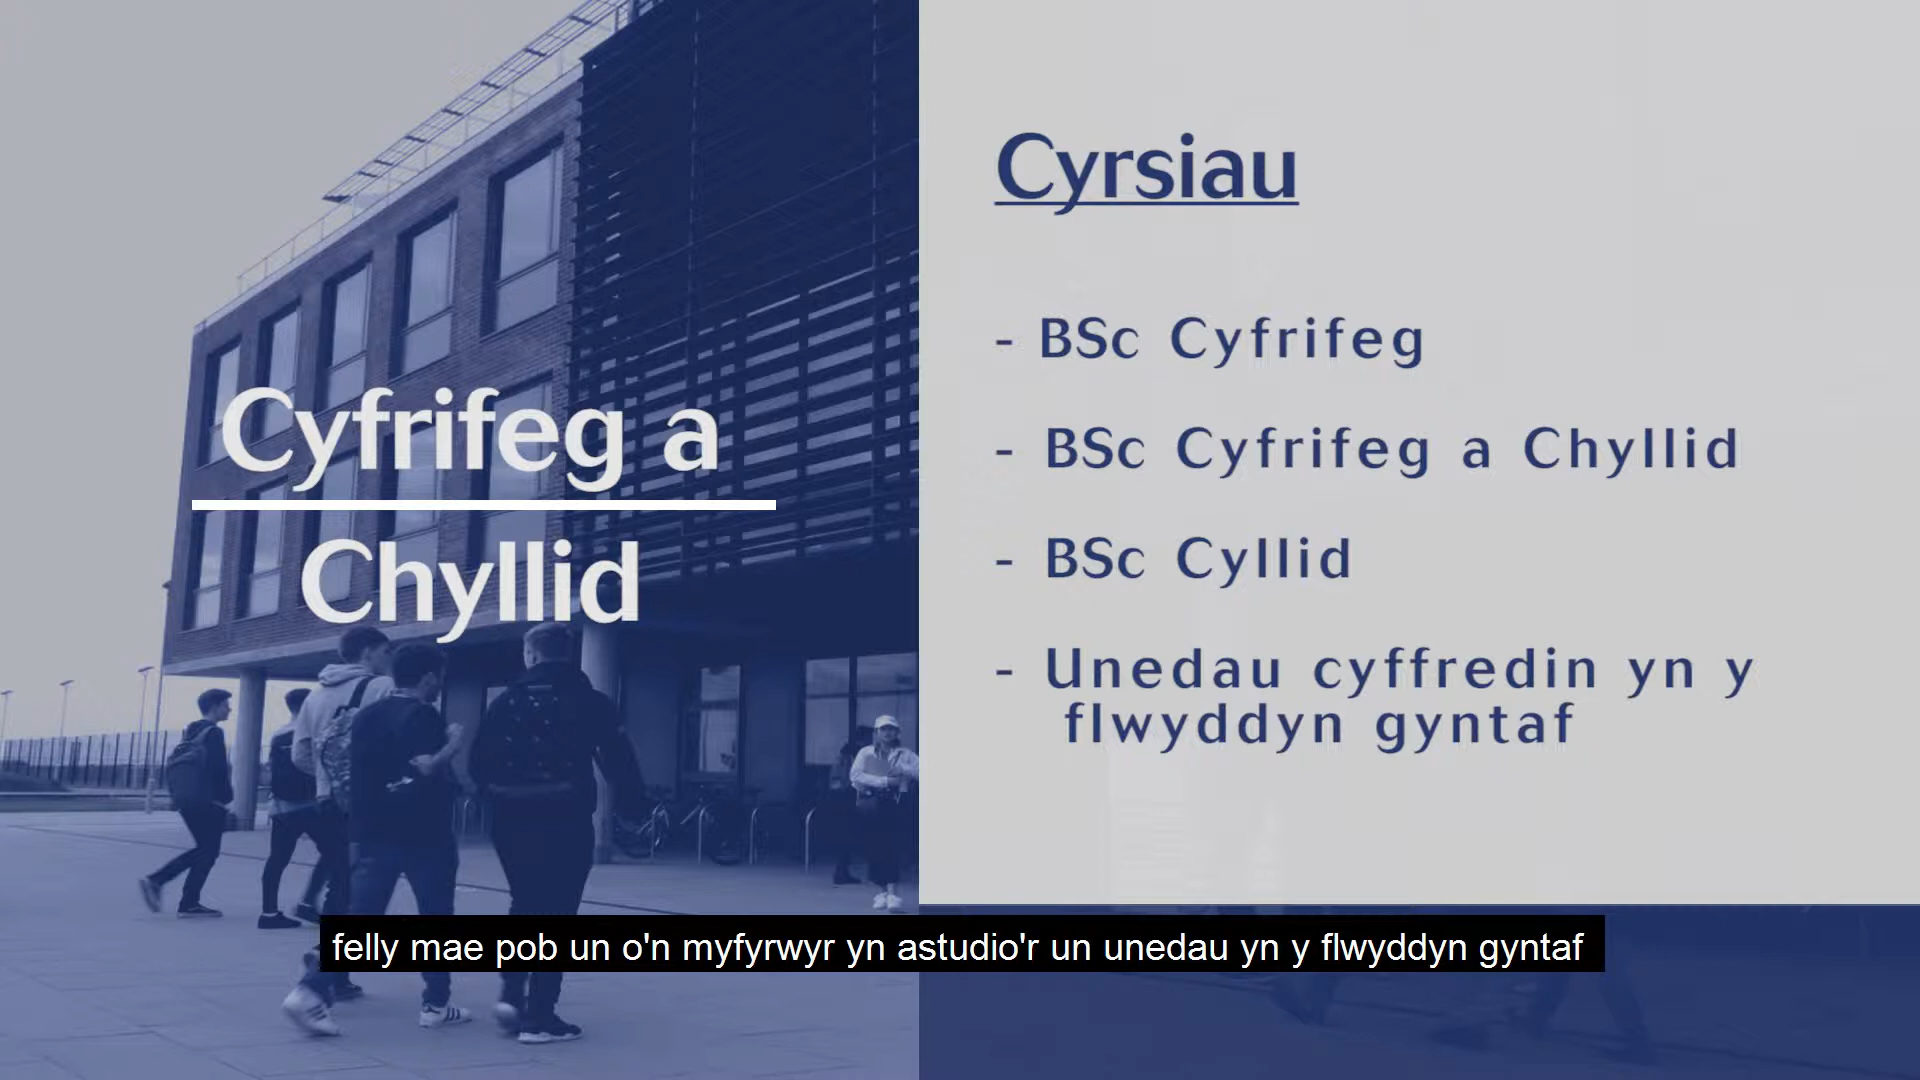 Cyfrifeg a
Chyllid
Cyrsiau
- BSc Cyfrifeg
- BSc Cyfrifeg a Chyllid
- BSc Cyllid
- Unedau cyffredin yn y
flwyddyn gyntaf
felly mae pob un o'n myfyrwyr yn astudio'r un unedau yn y flwyddyn gyntaf